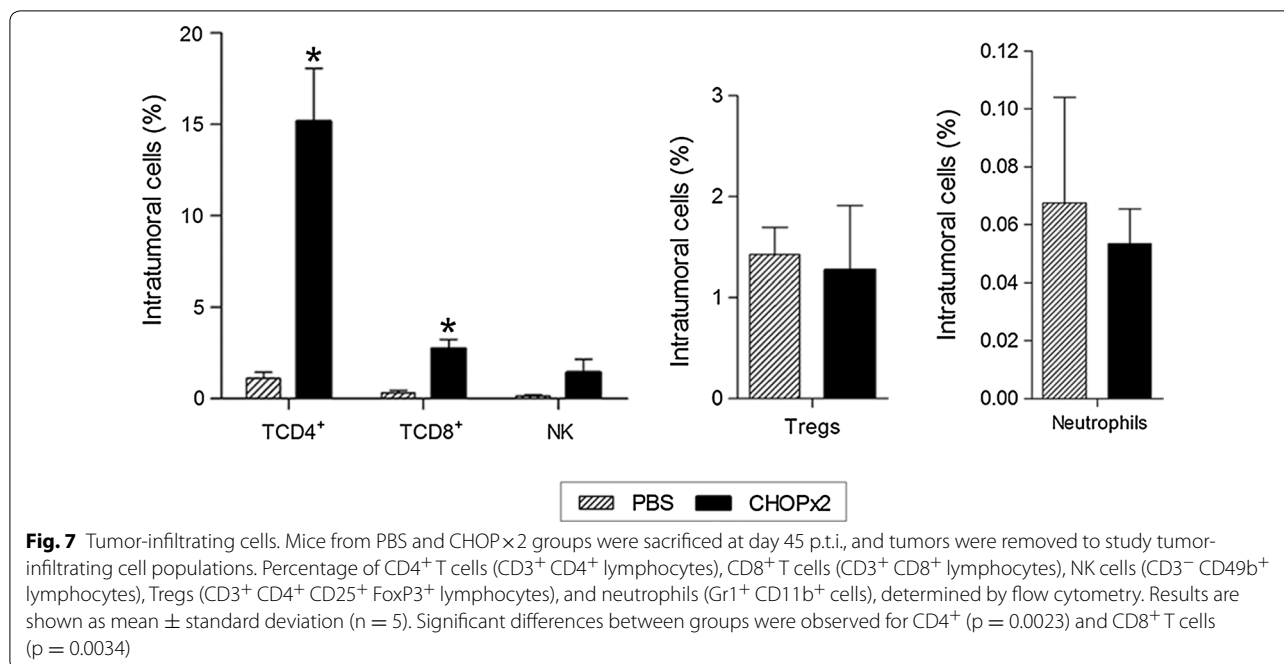 Intratumoral cells (%)
20
15
10
5
0
*
*
TCD4⁺
TCD8⁺
NK
Intratumoral cells (%)
3
2
1
0
Tregs
Intratumoral cells (%)
0.12
0.10
0.08
0.06
0.04
0.02
0.00
Neutrophils
PBS CHOPx2
Fig. 7 Tumor-infiltrating cells. Mice from PBS and CHOP × 2 groups were sacrificed at day 45 p.t.i., and tumors were removed to study tumor-
infiltrating cell populations. Percentage of CD4⁺ T cells (CD3⁺ CD4⁺ lymphocytes), CD8⁺ T cells (CD3⁺ CD8⁺ lymphocytes), NK cells (CD3⁻ CD49b⁺
lymphocytes), Tregs (CD3⁺ CD4⁺ CD25⁺ FoxP3⁺ lymphocytes), and neutrophils (Gr1⁺ CD11b⁺ cells), determined by flow cytometry. Results are
shown as mean ± standard deviation (n = 5). Significant differences between groups were observed for CD4⁺ (p = 0.0023) and CD8⁺ T cells
(p = 0.0034)